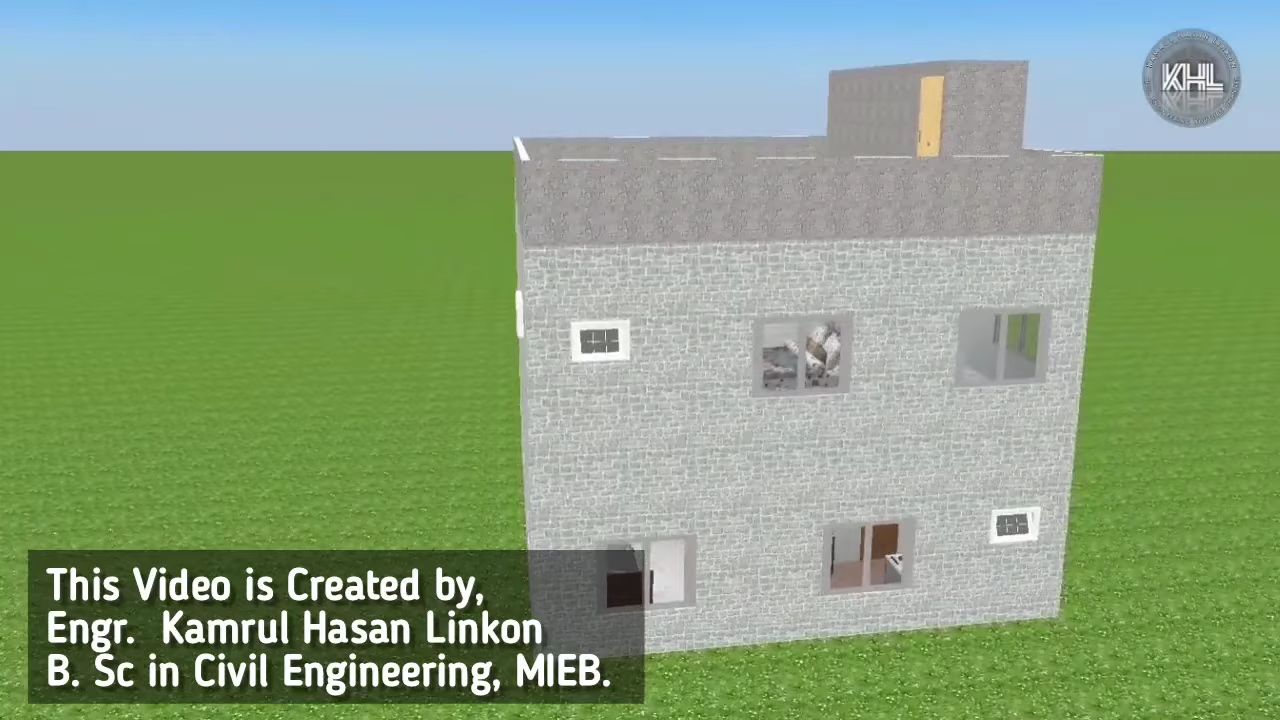 KHL
This Video is Created by,
Engr. Kamrul Hasan Linkon
B. Sc in Civil Engineering, MIEB.